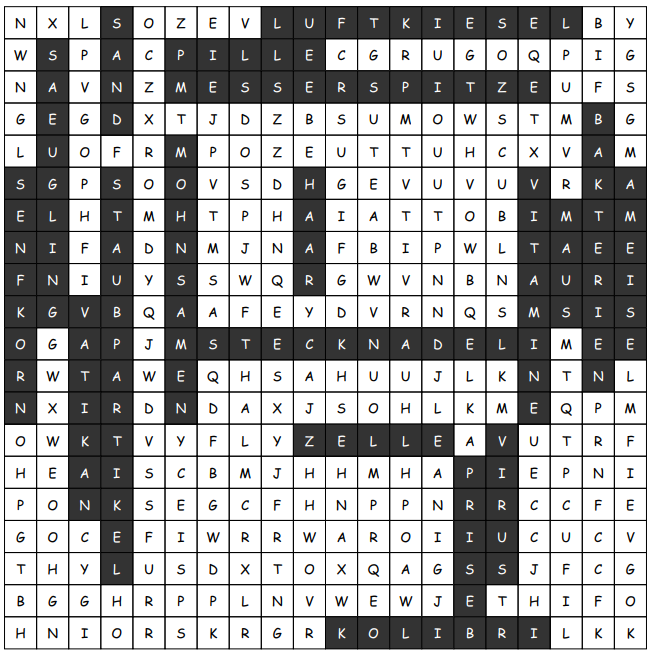 N X L S O Z E V L U F T K I E S E L B Y
W S P A C P I L L E C G R U G O Q P I G
N A V N Z M E S S E R S P I T Z E U F S
G E G D X T J D Z B S U M O W S T M B G
L U O F R M P O Z E U T T U H C X V A M
S G P S O O V S D H G E V U V U V R K A
E L H T M H T P H A I A T T O B I M T M
N I F A D N M J N A F B I P W L T A E E
F N I U Y S S W Q R G W V N B N A U R I
K G V B Q A A F E Y D V R N Q S M S I S
O G A P J M S T E C K N A D E L I M E E
R W T A W E Q H S A H U U J L K N T N L
N X I R D N D A X J S O H L K M E Q P M
O W K T V Y F L Y Z E L L E A V U T R F
H E A I S C B M J H H M H A P I E P N I
P O N K S E G C F H N P P N R R C C F E
G O C E F I W R R W A R O I I U C U C V
T H Y L U S D X T O X Q A G S S J F C G
B G G H R P P L N V W E W J E T H I F O
H N I O R S K R G R K O L I B R I L K K